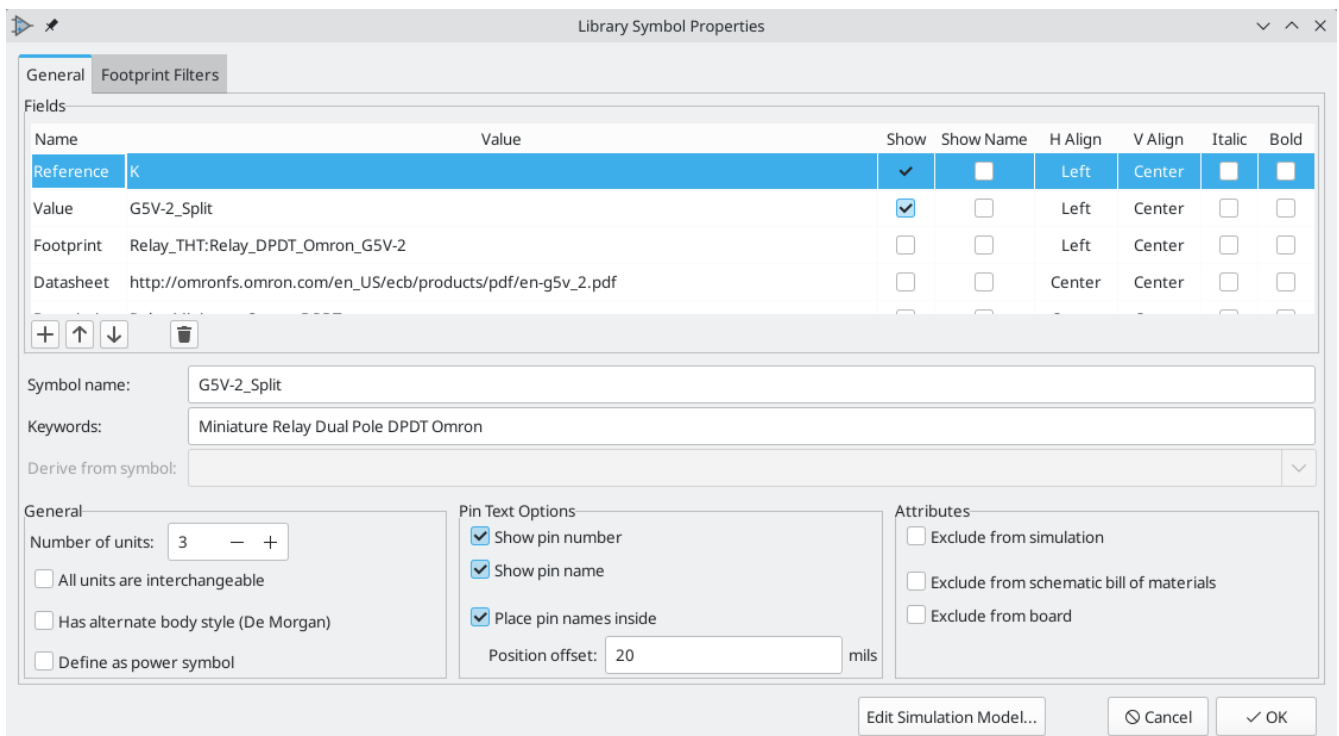 Library Symbol Properties
General Footprint Filters
Fields
Name Value Show Show Name H Align V Align Italic Bold
Reference K Left Center
Value G5V-2_Split Left Center
Footprint Relay_THT:Relay_DPDT_Omron_G5V-2 Left Center
Datasheet http://omronfs.omron.com/en_US/ecb/products/pdf/en-g5v_2.pdf Center Center
Symbol name: G5V-2_Split
Keywords: Miniature Relay Dual Pole DPDT Omron
Derive from symbol:
General
Number of units: 3 − +
All units are interchangeable
Has alternate body style (De Morgan)
Define as power symbol
Pin Text Options
Show pin number
Show pin name
Place pin names inside
Position offset: 20 mils
Attributes
Exclude from simulation
Exclude from schematic bill of materials
Exclude from board
Edit Simulation Model... Cancel OK